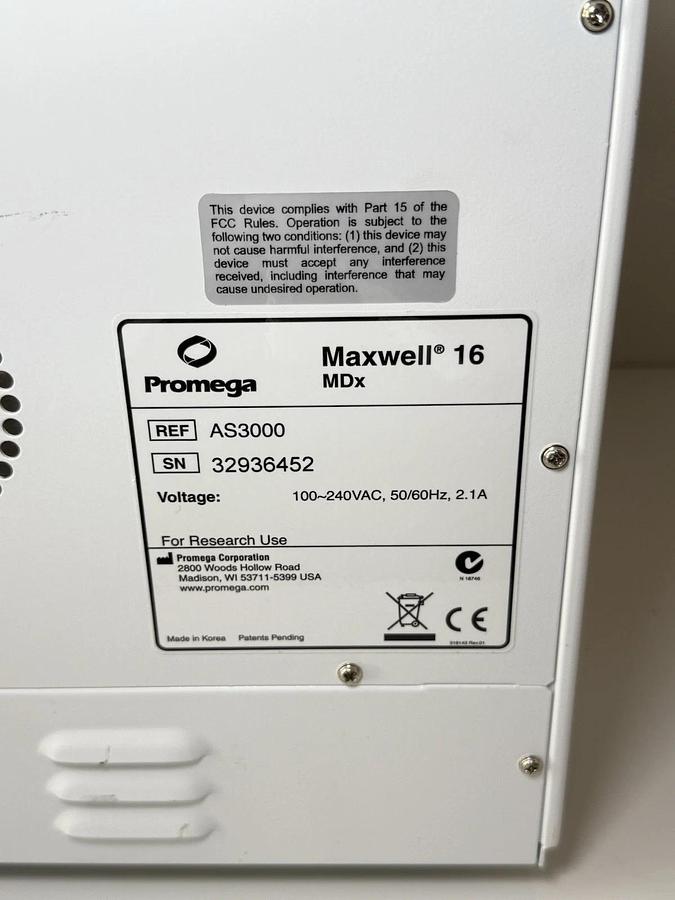 This device complies with Part 15 of the
FCC Rules. Operation is subject to the
following two conditions: (1) this device may
not cause harmful interference, and (2) this
device must accept any interference
received, including interference that may
cause undesired operation.
Promega
Maxwell® 16
MDx
REF AS3000
SN 32936452
Voltage: 100~240VAC, 50/60Hz, 2.1A
For Research Use
Promega Corporation
2800 Woods Hollow Road
Madison, WI 53711-5399 USA
www.promega.com
N 18746
CE
Made in Korea Patents Pending